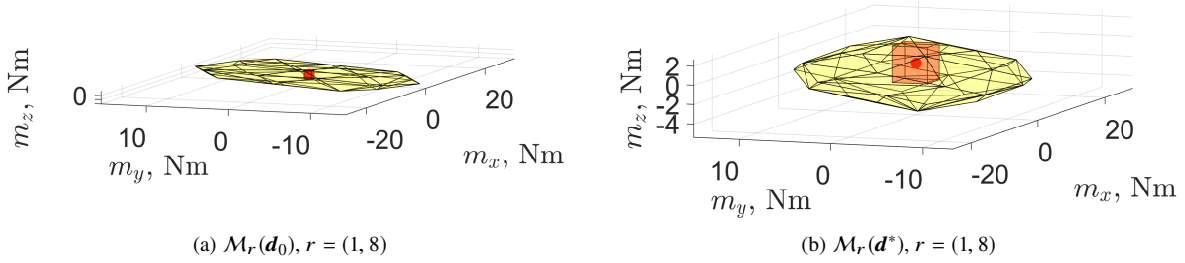 m_z, Nm
0
10
0
-10
m_y, Nm
-20
0
20
m_x, Nm
(a) 𝓜_r(d_0), r = (1, 8)
m_z, Nm
2
0
-2
-4
10
0
-10
m_y, Nm
-20
0
20
m_x, Nm
(b) 𝓜_r(d*), r = (1, 8)